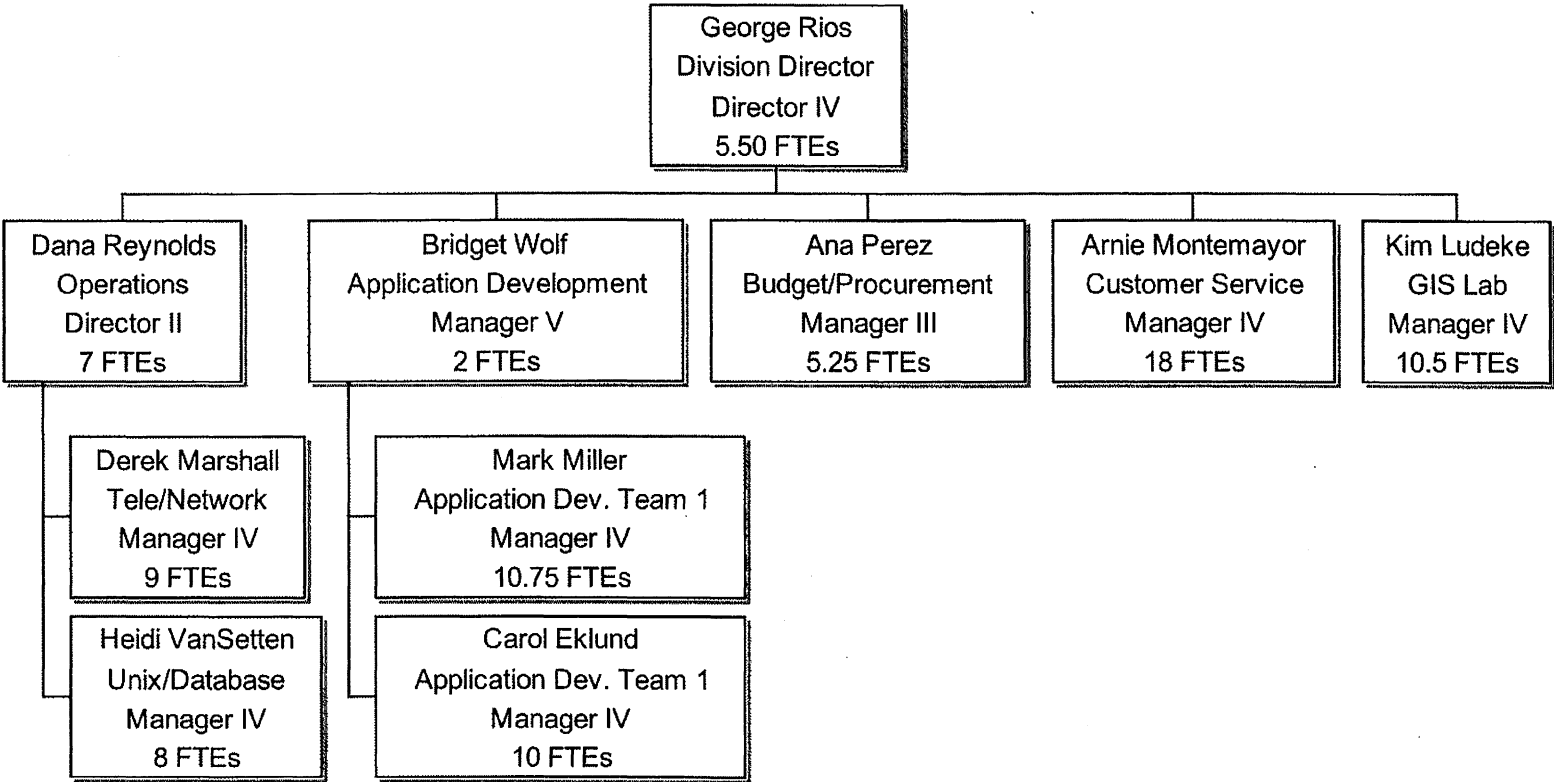 George Rios
Division Director
Director IV
5.50 FTEs
Dana Reynolds
Operations
Director II
7 FTEs
Bridget Wolf
Application Development
Manager V
2 FTEs
Ana Perez
Budget/Procurement
Manager III
5.25 FTEs
Arnie Montemayor
Customer Service
Manager IV
18 FTEs
Kim Ludeke
GIS Lab
Manager IV
10.5 FTEs
Derek Marshall
Tele/Network
Manager IV
9 FTEs
Heidi VanSetten
Unix/Database
Manager IV
8 FTEs
Mark Miller
Application Dev. Team 1
Manager IV
10.75 FTEs
Carol Eklund
Application Dev. Team 1
Manager IV
10 FTEs